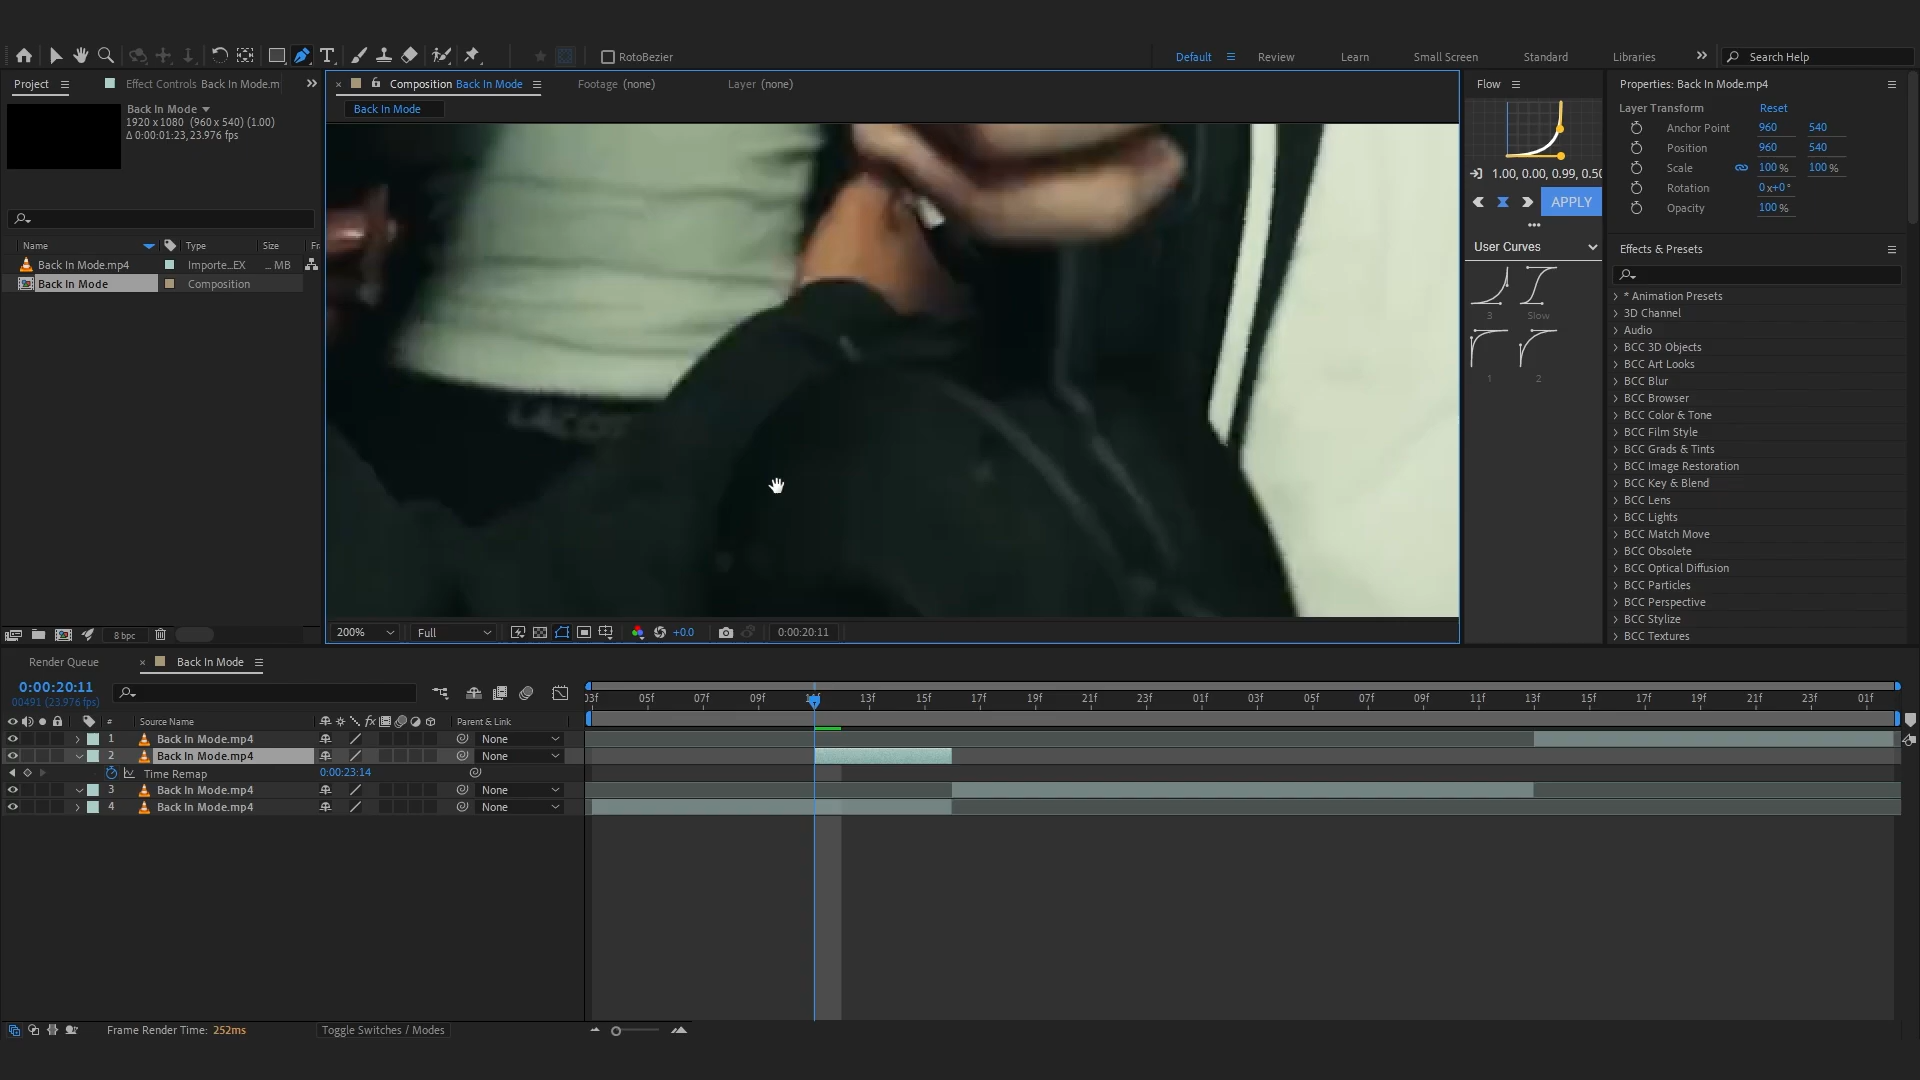 RotoBezier
Default
Review
Learn
Small Screen
Standard
Libraries
Search Help
Project
Effect Controls Back In Mode.m
Composition Back In Mode
Footage (none)
Layer (none)
Flow
Properties: Back In Mode.mp4
Back In Mode
1920 x 1080 (960 x 540) (1.00)
Δ 0:00:01:23, 23.976 fps
Back In Mode
Layer Transform
Reset
Anchor Point
960
540
Position
960
540
Scale
100 %
100 %
Rotation
0x+0°
Opacity
100 %
1.00, 0.00, 0.99, 0.50
APPLY
User Curves
3
Slow
1
2
Name
Type
Size
Fr
Back In Mode.mp4
Importe...EX
... MB
Back In Mode
Composition
Effects & Presets
* Animation Presets
3D Channel
Audio
BCC 3D Objects
BCC Art Looks
BCC Blur
BCC Browser
BCC Color & Tone
BCC Film Style
BCC Grads & Tints
BCC Image Restoration
BCC Key & Blend
BCC Lens
BCC Lights
BCC Match Move
BCC Obsolete
BCC Optical Diffusion
BCC Particles
BCC Perspective
BCC Stylize
BCC Textures
8 bpc
200%
Full
+0.0
0:00:20:11
Render Queue
Back In Mode
0:00:20:11
00491 (23.976 fps)
03f
05f
07f
09f
11f
13f
15f
17f
19f
21f
23f
01f
03f
05f
07f
09f
11f
13f
15f
17f
19f
21f
23f
01f
#
Source Name
Parent & Link
1
Back In Mode.mp4
None
2
Back In Mode.mp4
None
Time Remap
0:00:23:14
3
Back In Mode.mp4
None
4
Back In Mode.mp4
None
Frame Render Time: 252ms
Toggle Switches / Modes